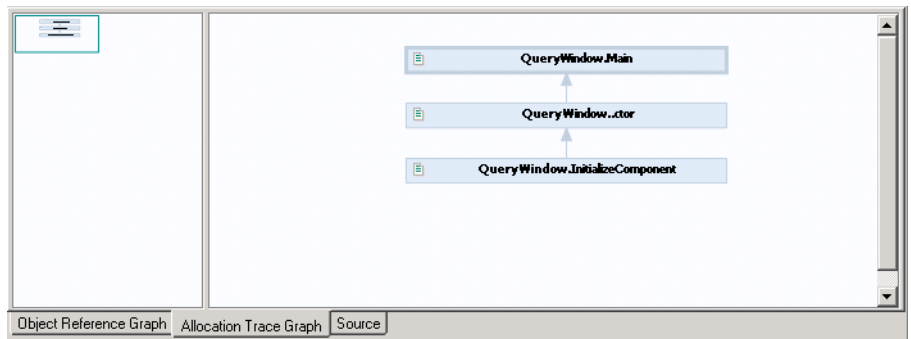 QueryWindow.Main
QueryWindow..ctor
QueryWindow.InitializeComponent
Object Reference Graph Allocation Trace Graph Source